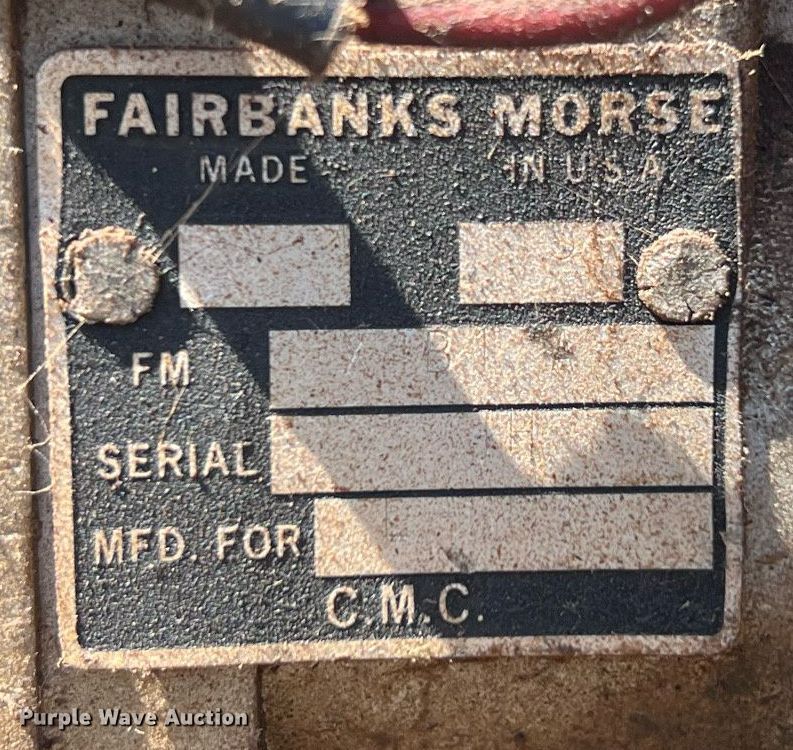 FAIRBANKS MORSE
MADE IN U.S.A
FM
SERIAL
MFD. FOR
C.M.C.
Purple Wave Auction